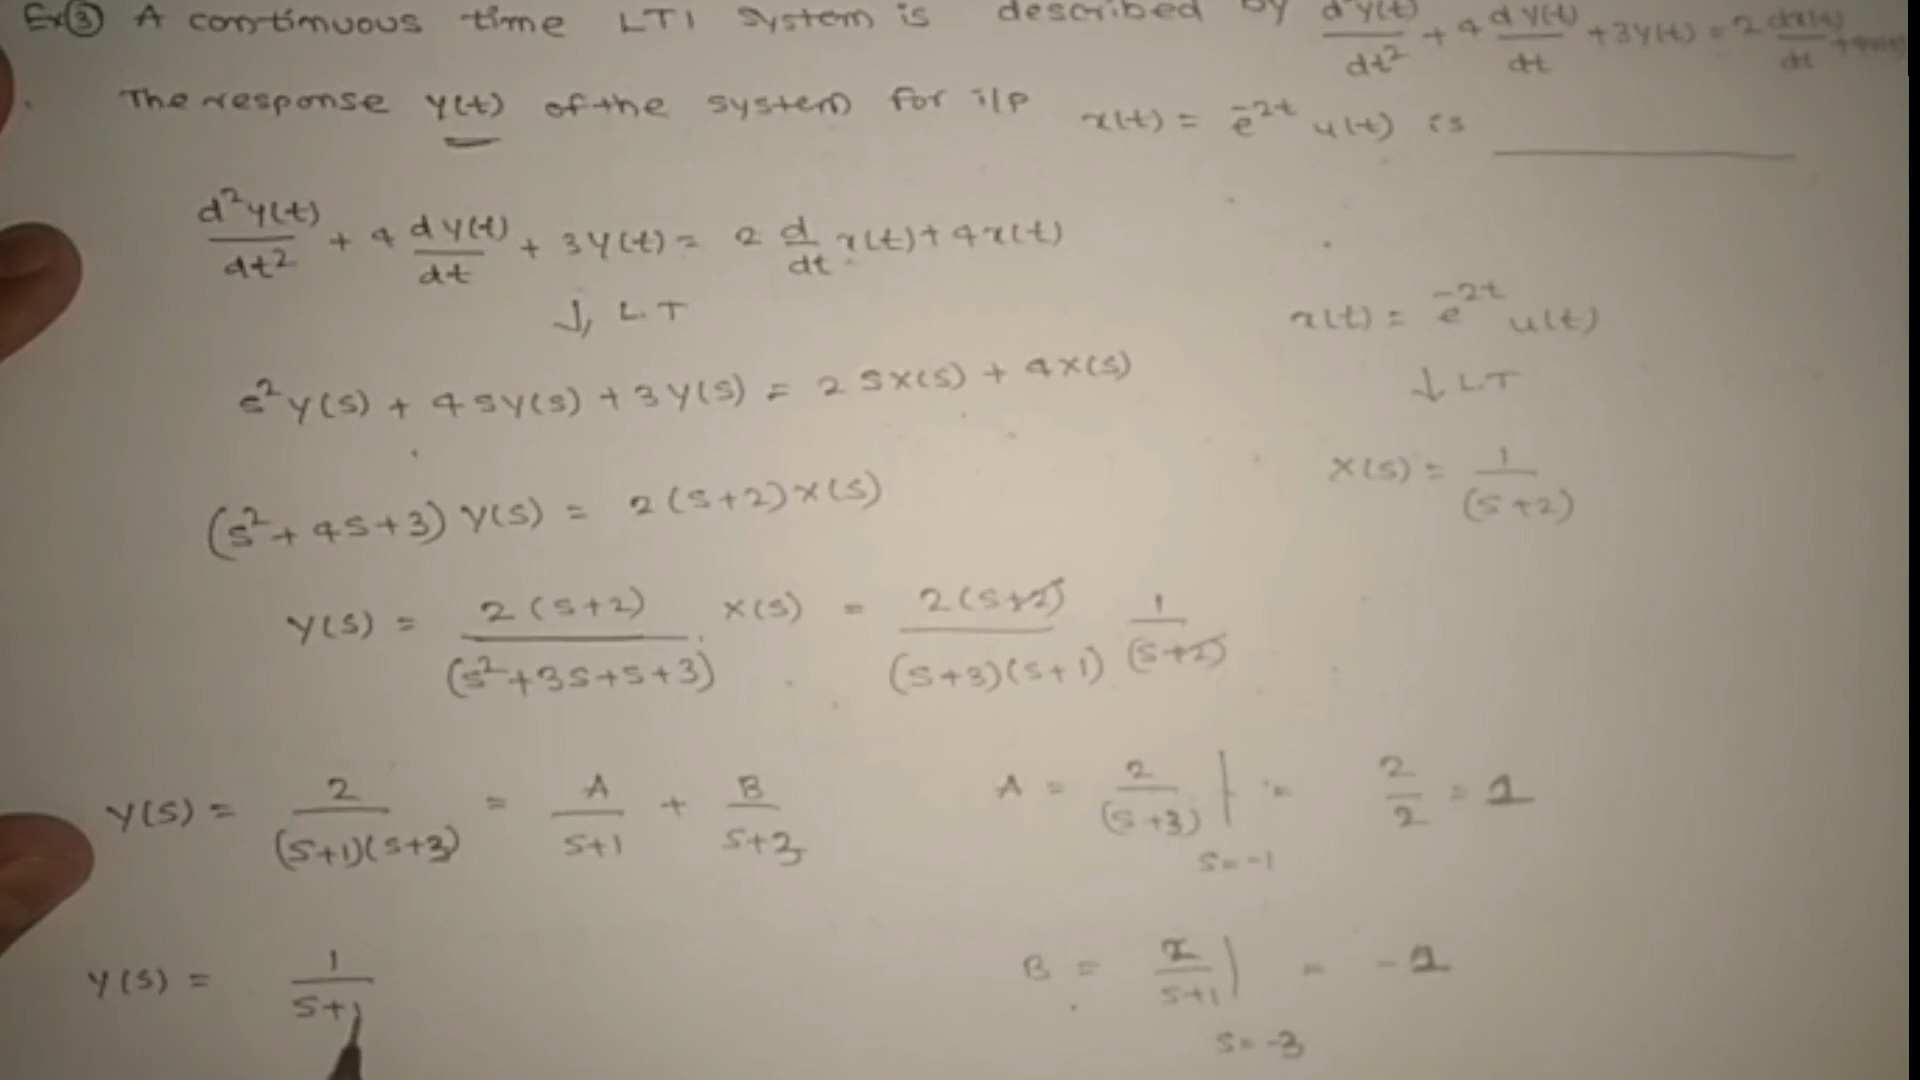 Ex③ A continuous time LTI system is described by d²y(t)/dt² + 4 dy(t)/dt + 3y(t) = 2 dx(t)/dt + 4x(t)
The response y(t) of the system for i/p x(t) = e^-2t u(t) is ______
d²y(t)/dt² + 4 dy(t)/dt + 3y(t) = 2 d/dt x(t) + 4x(t)
↓ L.T
x(t) = e^-2t u(t)
s²Y(s) + 4sY(s) + 3Y(s) = 2sX(s) + 4X(s)
↓ L.T
(s²+4s+3) Y(s) = 2(s+2)X(s)
X(s) = 1/(s+2)
Y(s) = 2(s+2)/(s²+3s+s+3) X(s) = 2(s+2)/(s+3)(s+1) 1/(s+2)
Y(s) = 2/(s+1)(s+3) = A/s+1 + B/s+3
A = 2/(s+3) | s=-1 = 2/2 = 1
Y(s) = 1/s+1
B = 2/s+1 | s=-3 = -1